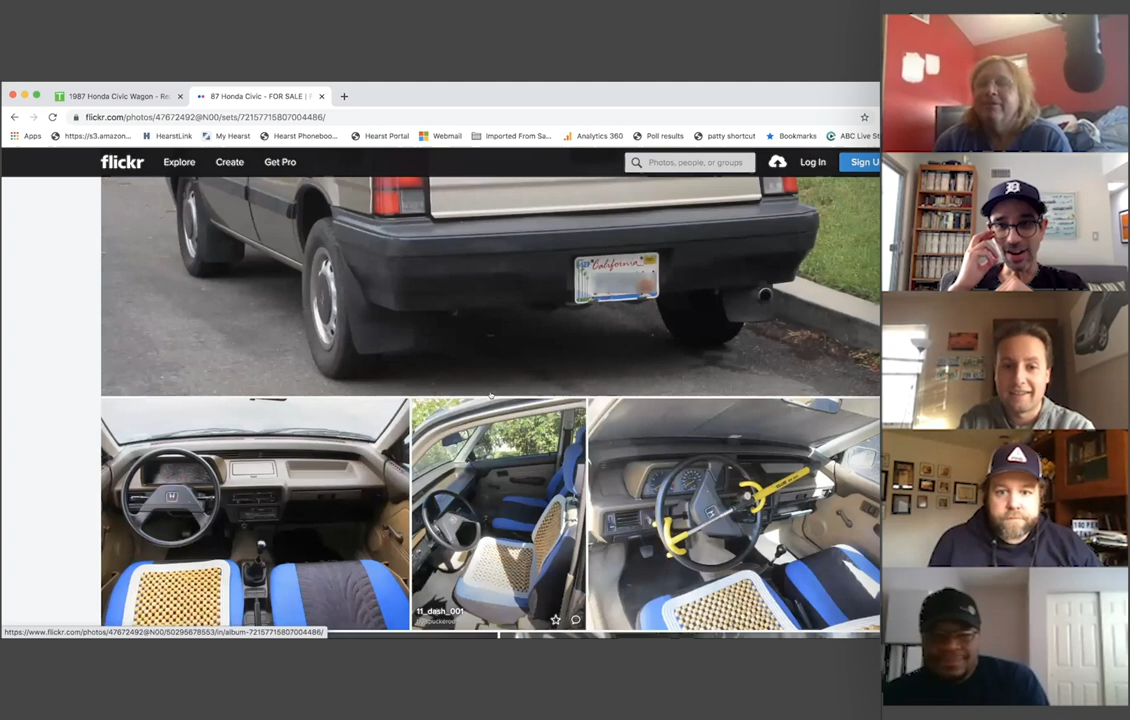 1987 Honda Civic Wagon - Re
87 Honda Civic - FOR SALE | F
flickr.com/photos/47672492@N00/sets/72157715807004486/
Apps
https://s3.amazon...
HearstLink
My Hearst
Hearst Phoneboo...
Hearst Portal
Webmail
Imported From Sa...
Analytics 360
Poll results
patty shortcut
Bookmarks
ABC Live St
flickr
Explore
Create
Get Pro
Photos, people, or groups
Log In
Sign U
California
11_dash_001
https://www.flickr.com/photos/47672492@N00/50295678553/in/album-72157715807004486/